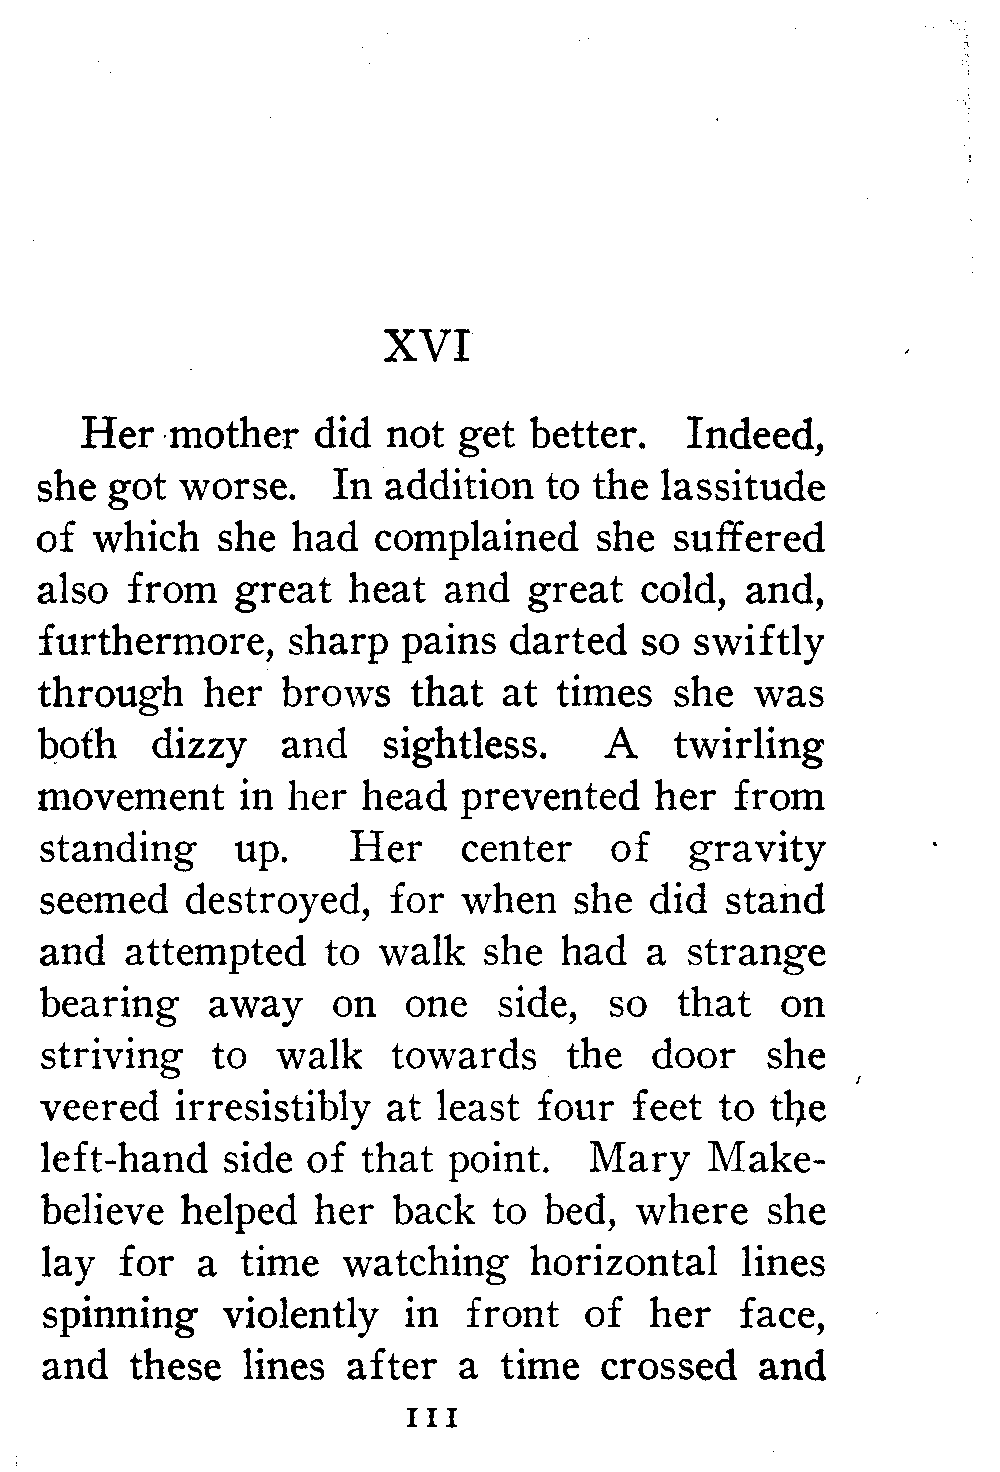 XVI
Her mother did not get better. Indeed,
she got worse. In addition to the lassitude
of which she had complained she suffered
also from great heat and great cold, and,
furthermore, sharp pains darted so swiftly
through her brows that at times she was
both dizzy and sightless. A twirling
movement in her head prevented her from
standing up. Her center of gravity
seemed destroyed, for when she did stand
and attempted to walk she had a strange
bearing away on one side, so that on
striving to walk towards the door she
veered irresistibly at least four feet to the
left-hand side of that point. Mary Make-
believe helped her back to bed, where she
lay for a time watching horizontal lines
spinning violently in front of her face,
and these lines after a time crossed and
111